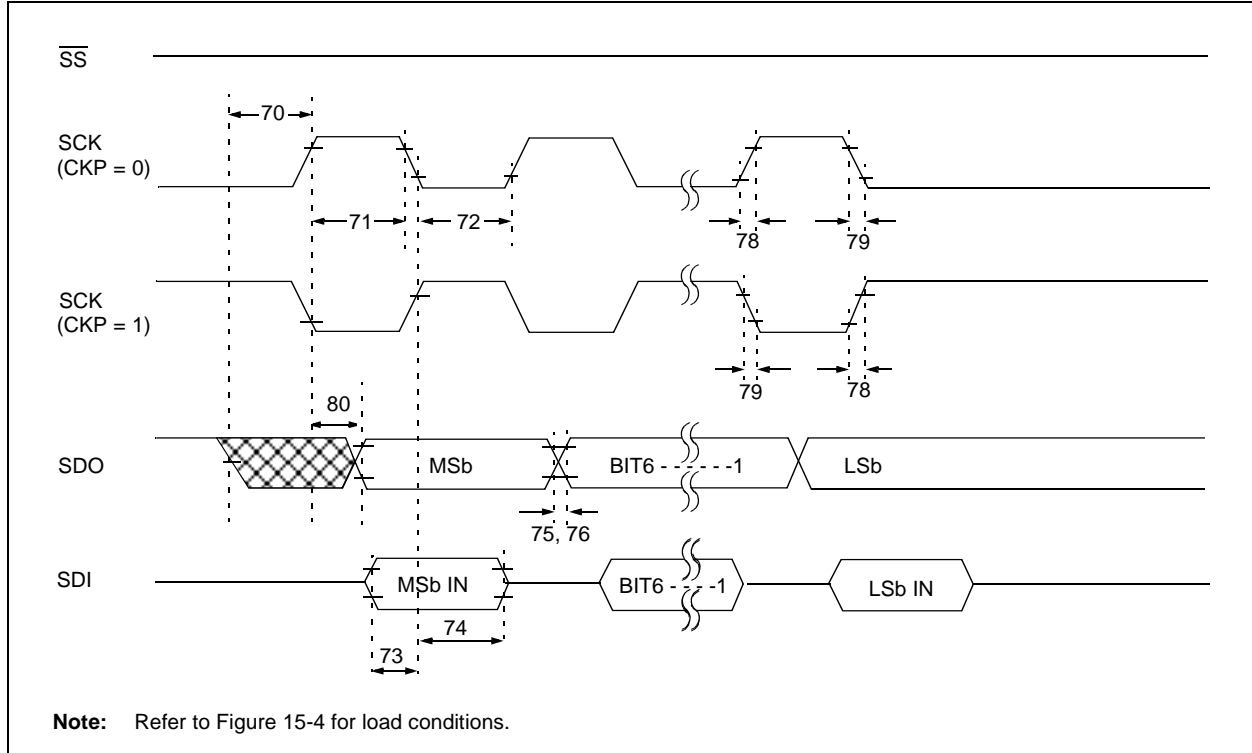 SS
70
SCK
(CKP = 0)
71
72
78
79
SCK
(CKP = 1)
79
78
80
SDO
MSb
BIT6 - - - - - -1
LSb
75, 76
SDI
MSb IN
BIT6 - - - -1
LSb IN
74
73
Note: Refer to Figure 15-4 for load conditions.